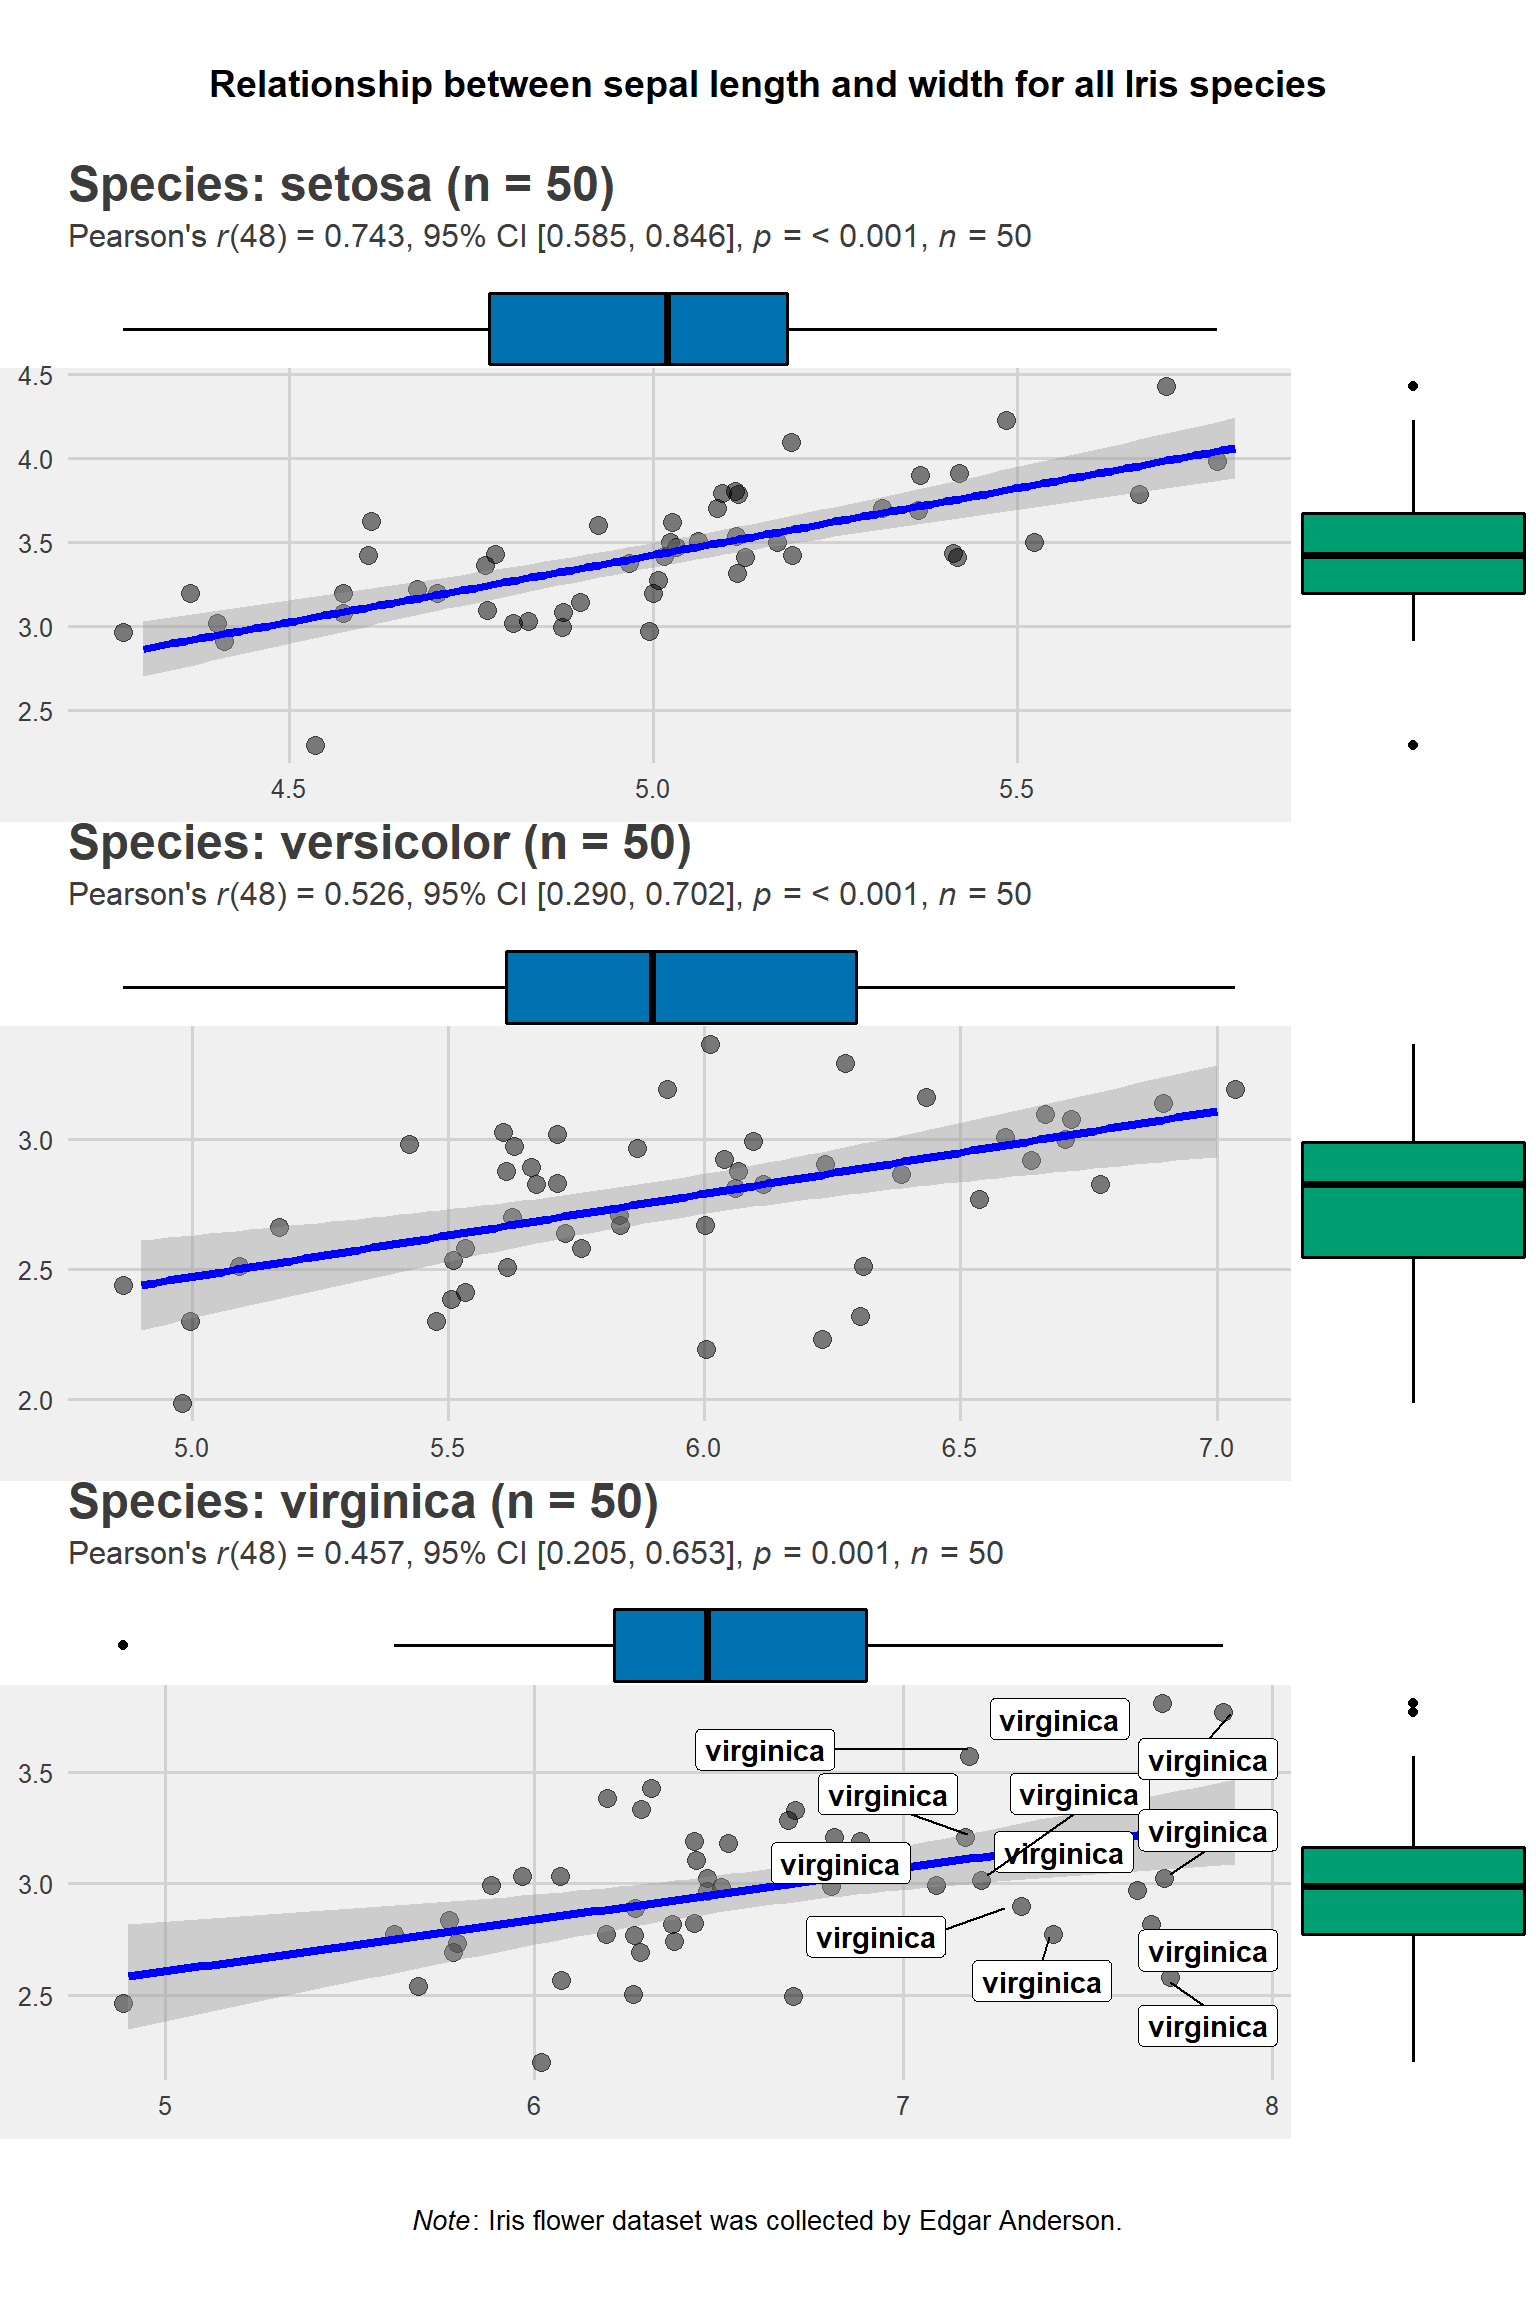 Relationship between sepal length and width for all Iris species
Species: setosa (n = 50)
Pearson's r(48) = 0.743, 95% CI [0.585, 0.846], p = < 0.001, n = 50
4.5
4.0
3.5
3.0
2.5
4.5 5.0 5.5
Species: versicolor (n = 50)
Pearson's r(48) = 0.526, 95% CI [0.290, 0.702], p = < 0.001, n = 50
3.0
2.5
2.0
5.0 5.5 6.0 6.5 7.0
Species: virginica (n = 50)
Pearson's r(48) = 0.457, 95% CI [0.205, 0.653], p = 0.001, n = 50
virginica
virginica
virginica
3.5
virginica
virginica
virginica
virginica
virginica
3.0
virginica
virginica
virginica
2.5
virginica
5 6 7 8
Note: Iris flower dataset was collected by Edgar Anderson.